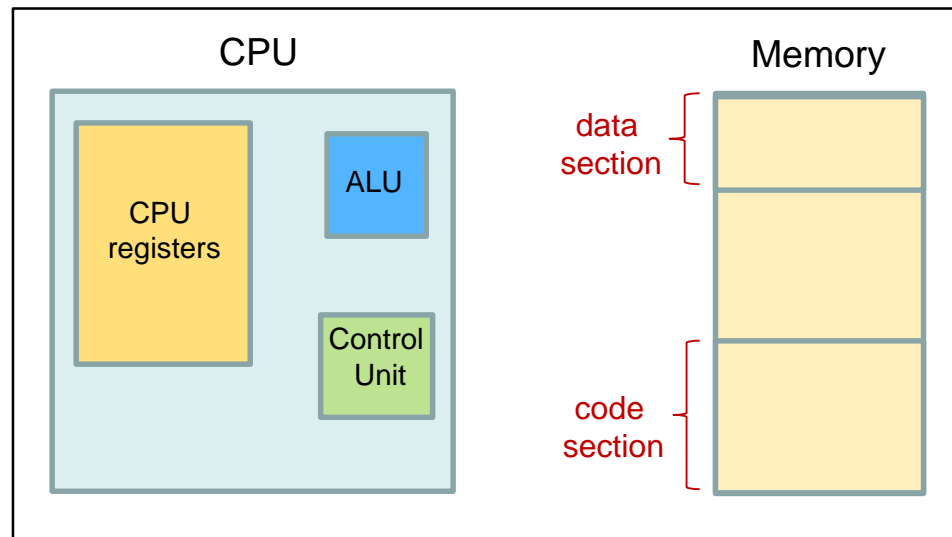 CPU
CPU
registers
ALU
Control
Unit
Memory
data
section
code
section